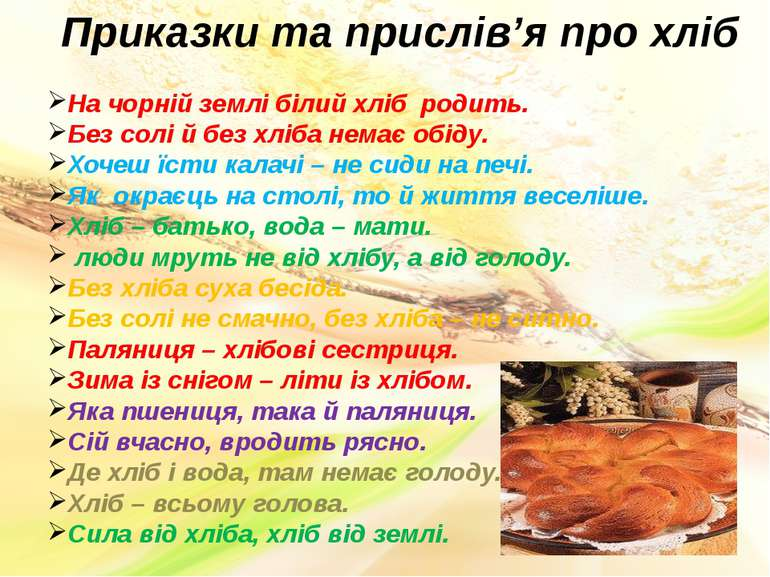 Приказки та прислів’я про хліб
На чорній землі білий хліб  родить.
Без солі й без хліба немає обіду.
Хочеш їсти калачі – не сиди на печі.
Як  окраєць на столі, то й життя веселіше.
Хліб – батько, вода – мати.
люди мруть не від хлібу, а від голоду.
Без хліба суха бесіда.
Без солі не смачно, без хліба – не ситно.
Паляниця – хлібові сестриця.
Зима із снігом – літи із хлібом.
Яка пшениця, така й паляниця.
Сій вчасно, вродить рясно.
Де хліб і вода, там немає голоду.
Хліб – всьому голова.
Сила від хліба, хліб від землі.